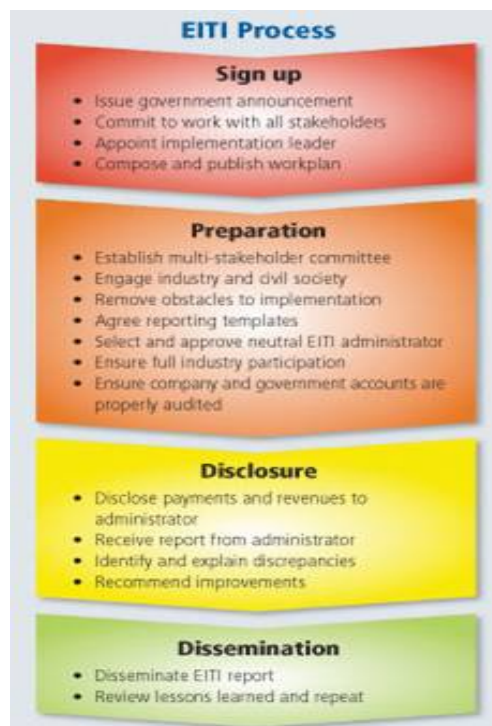 EITI Process
Sign up
• Issue government announcement
• Commit to work with all stakeholders
• Appoint implementation leader
• Compose and publish workplan
Preparation
• Establish multi-stakeholder committee
• Engage industry and civil society
• Remove obstacles to implementation
• Agree reporting templates
• Select and approve neutral EITI administrator
• Ensure full industry participation
• Ensure company and government accounts are
properly audited
Disclosure
• Disclose payments and revenues to
administrator
• Receive report from administrator
• Identify and explain discrepancies
• Recommend improvements
Dissemination
• Disseminate EITI report
• Review lessons learned and repeat